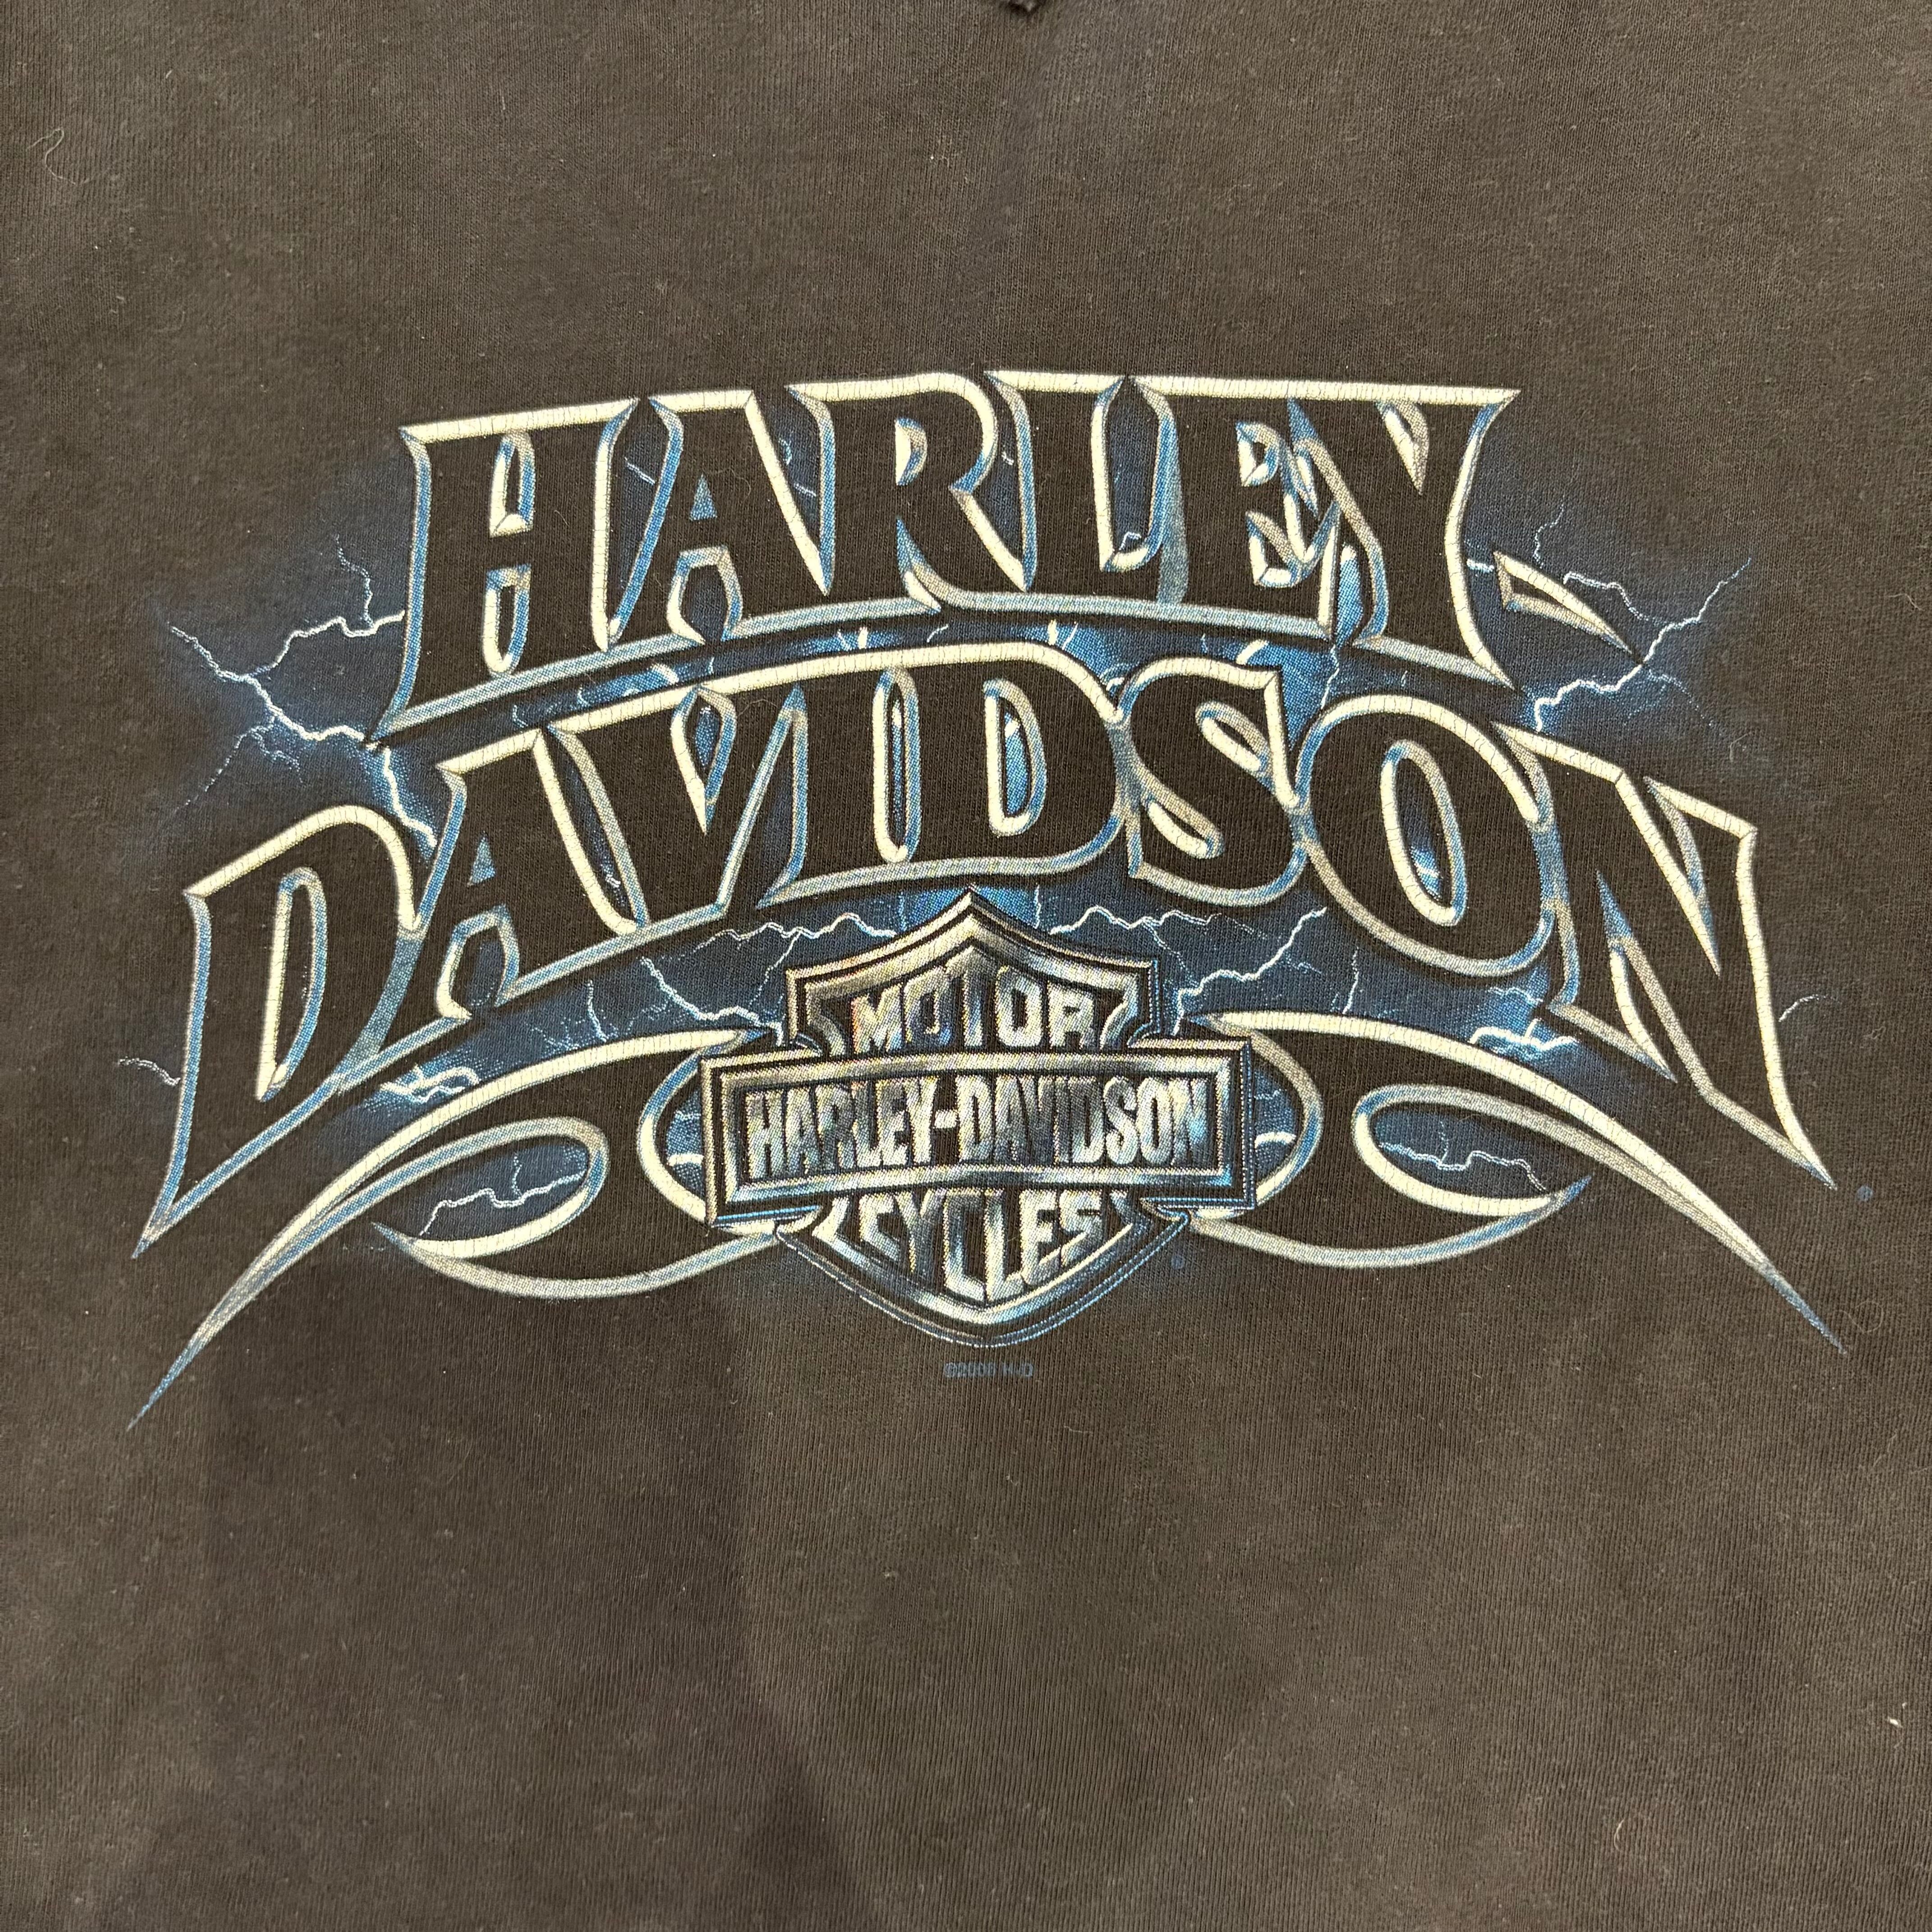 HARLEY
DAVIDSON
MOTOR
HARLEY-DAVIDSON
CYCLES
H-D